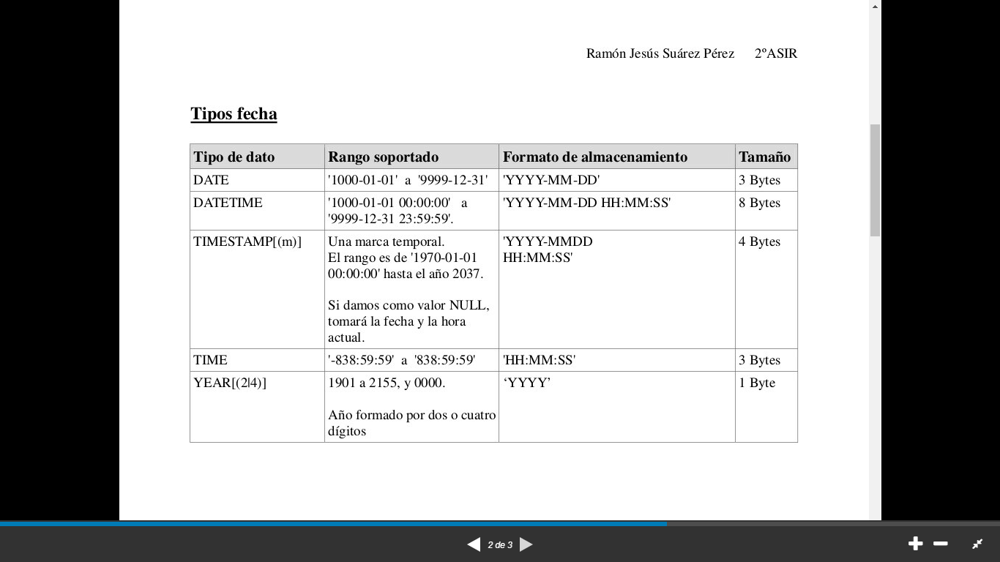 Ramón Jesús Suárez Pérez 2ºASIR
Tipos fecha
Tipo de dato Rango soportado Formato de almacenamiento Tamaño
DATE '1000-01-01' a '9999-12-31' 'YYYY-MM-DD' 3 Bytes
DATETIME '1000-01-01 00:00:00' a 'YYYY-MM-DD HH:MM:SS' 8 Bytes
'9999-12-31 23:59:59'.
TIMESTAMP[(m)] Una marca temporal. 'YYYY-MMDD 4 Bytes
El rango es de '1970-01-01 HH:MM:SS'
00:00:00' hasta el año 2037.
Si damos como valor NULL,
tomará la fecha y la hora
actual.
TIME '-838:59:59' a '838:59:59' 'HH:MM:SS' 3 Bytes
YEAR[(2|4)] 1901 a 2155, y 0000. ‘YYYY’ 1 Byte
Año formado por dos o cuatro
dígitos
2 de 3